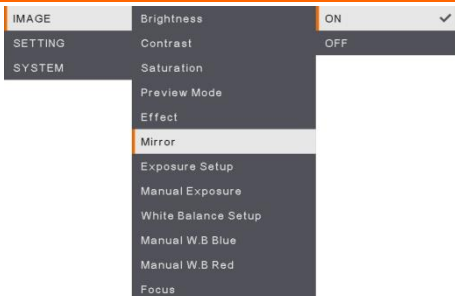 IMAGE
SETTING
SYSTEM
Brightness
Contrast
Saturation
Preview Mode
Effect
Mirror
Exposure Setup
Manual Exposure
White Balance Setup
Manual W.B Blue
Manual W.B Red
Focus
ON
OFF